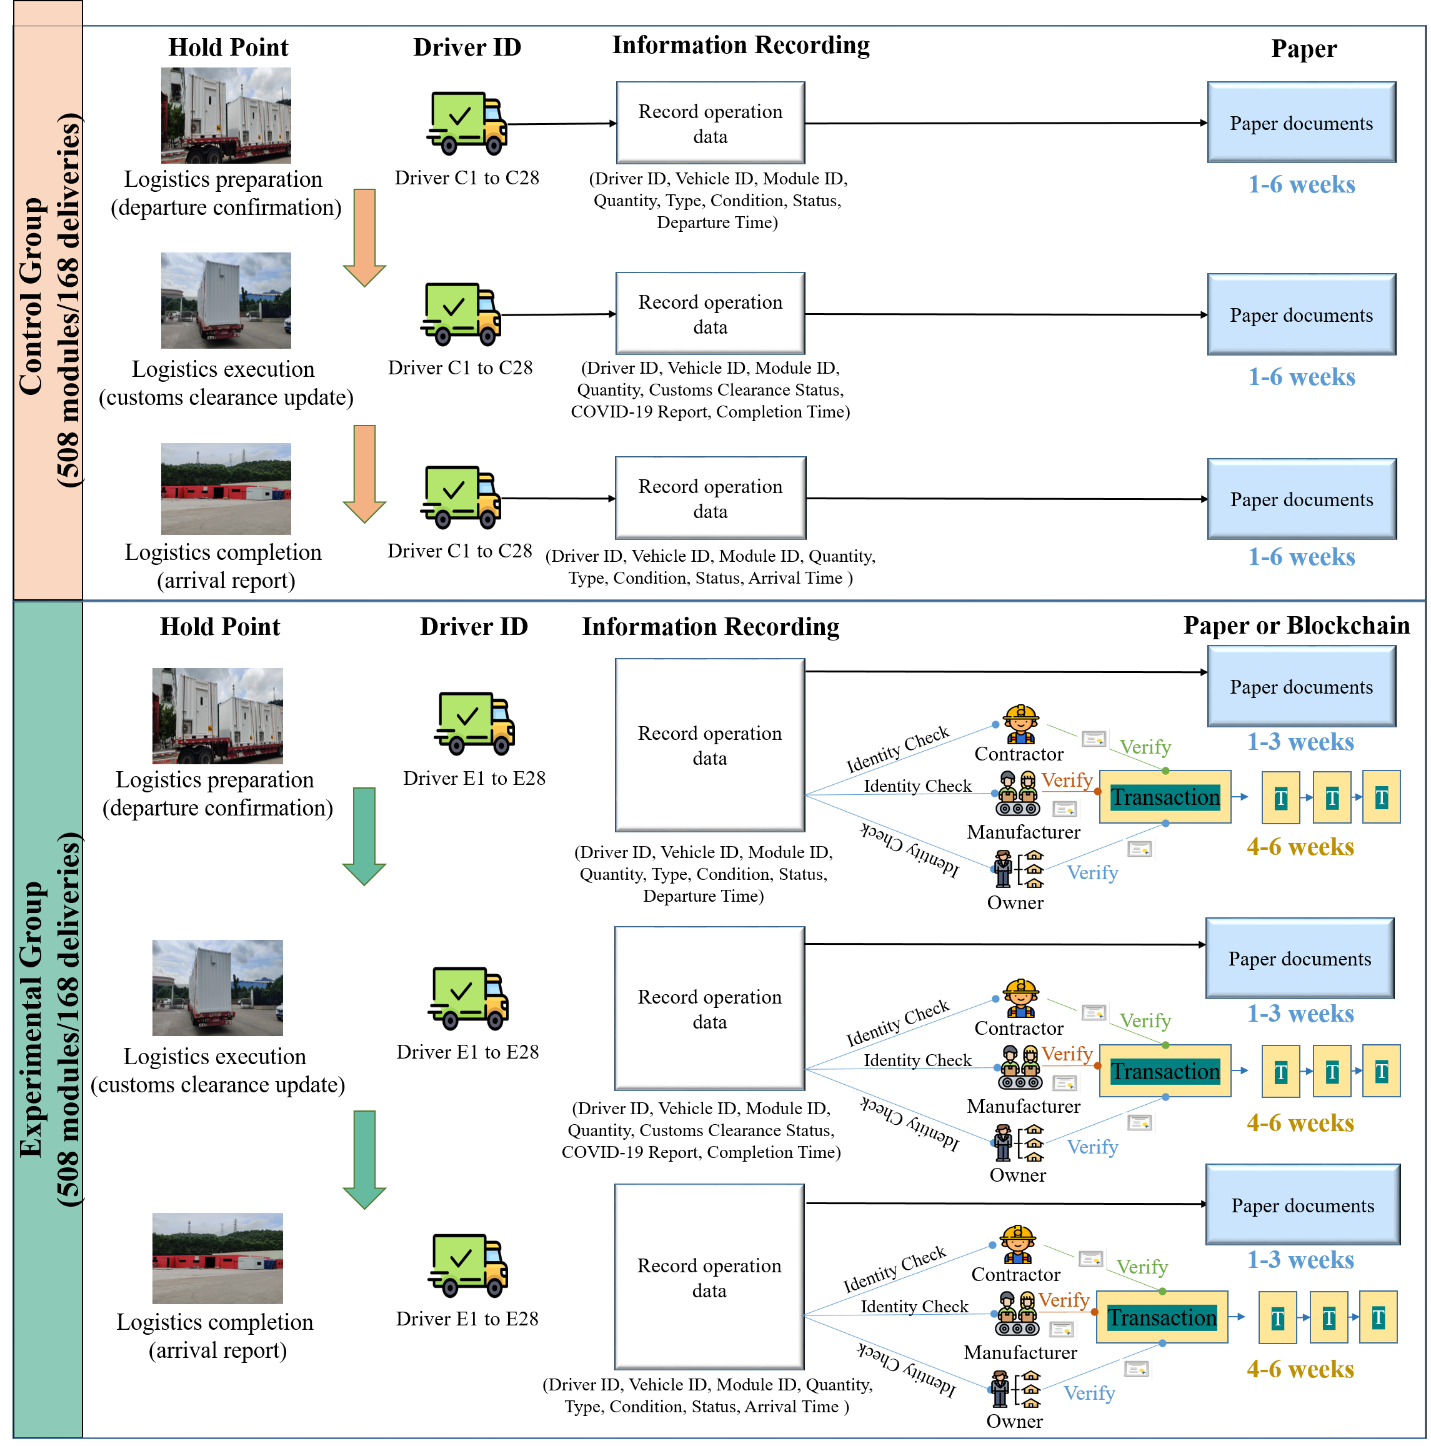 Control Group
(508 modules/168 deliveries)
Hold Point
Driver ID
Information Recording
Paper
Logistics preparation
(departure confirmation)
Driver C1 to C28
Record operation
data
(Driver ID, Vehicle ID, Module ID,
Quantity, Type, Condition, Status,
Departure Time)
Paper documents
1-6 weeks
Logistics execution
(customs clearance update)
Driver C1 to C28
Record operation
data
(Driver ID, Vehicle ID, Module ID,
Quantity, Customs Clearance Status,
COVID-19 Report, Completion Time)
Paper documents
1-6 weeks
Logistics completion
(arrival report)
Driver C1 to C28
Record operation
data
(Driver ID, Vehicle ID, Module ID, Quantity,
Type, Condition, Status, Arrival Time )
Paper documents
1-6 weeks
Experimental Group
(508 modules/168 deliveries)
Hold Point
Driver ID
Information Recording
Paper or Blockchain
Logistics preparation
(departure confirmation)
Driver E1 to E28
Record operation
data
(Driver ID, Vehicle ID, Module ID,
Quantity, Type, Condition, Status,
Departure Time)
Paper documents
1-3 weeks
Identity Check
Contractor
Verify
Identity Check
Manufacturer
Verify
Identity Check
Owner
Verify
Transaction
T
T
T
4-6 weeks
Logistics execution
(customs clearance update)
Driver E1 to E28
Record operation
data
(Driver ID, Vehicle ID, Module ID,
Quantity, Customs Clearance Status,
COVID-19 Report, Completion Time)
Paper documents
1-3 weeks
Identity Check
Contractor
Verify
Identity Check
Manufacturer
Verify
Identity Check
Owner
Verify
Transaction
T
T
T
4-6 weeks
Logistics completion
(arrival report)
Driver E1 to E28
Record operation
data
(Driver ID, Vehicle ID, Module ID, Quantity,
Type, Condition, Status, Arrival Time )
Paper documents
1-3 weeks
Identity Check
Contractor
Verify
Identity Check
Manufacturer
Verify
Identity Check
Owner
Verify
Transaction
T
T
T
4-6 weeks